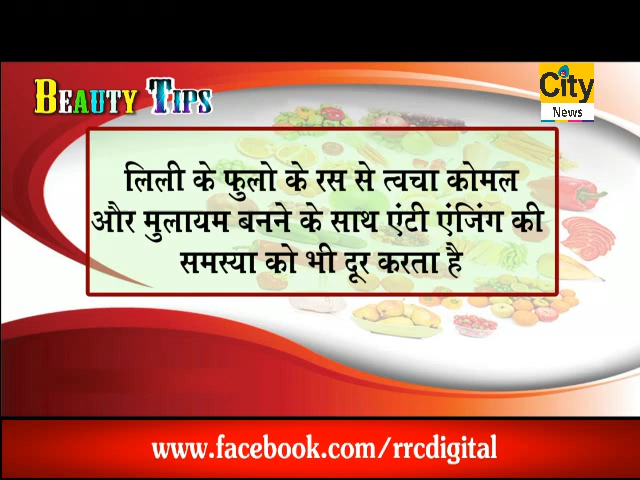 BEAUTY TIPS
City
News
लिली के फुलो के रस से त्वचा कोमल
और मुलायम बनने के साथ एंटी एंजिंग की
समस्या को भी दूर करता है
www.facebook.com/rrcdigital